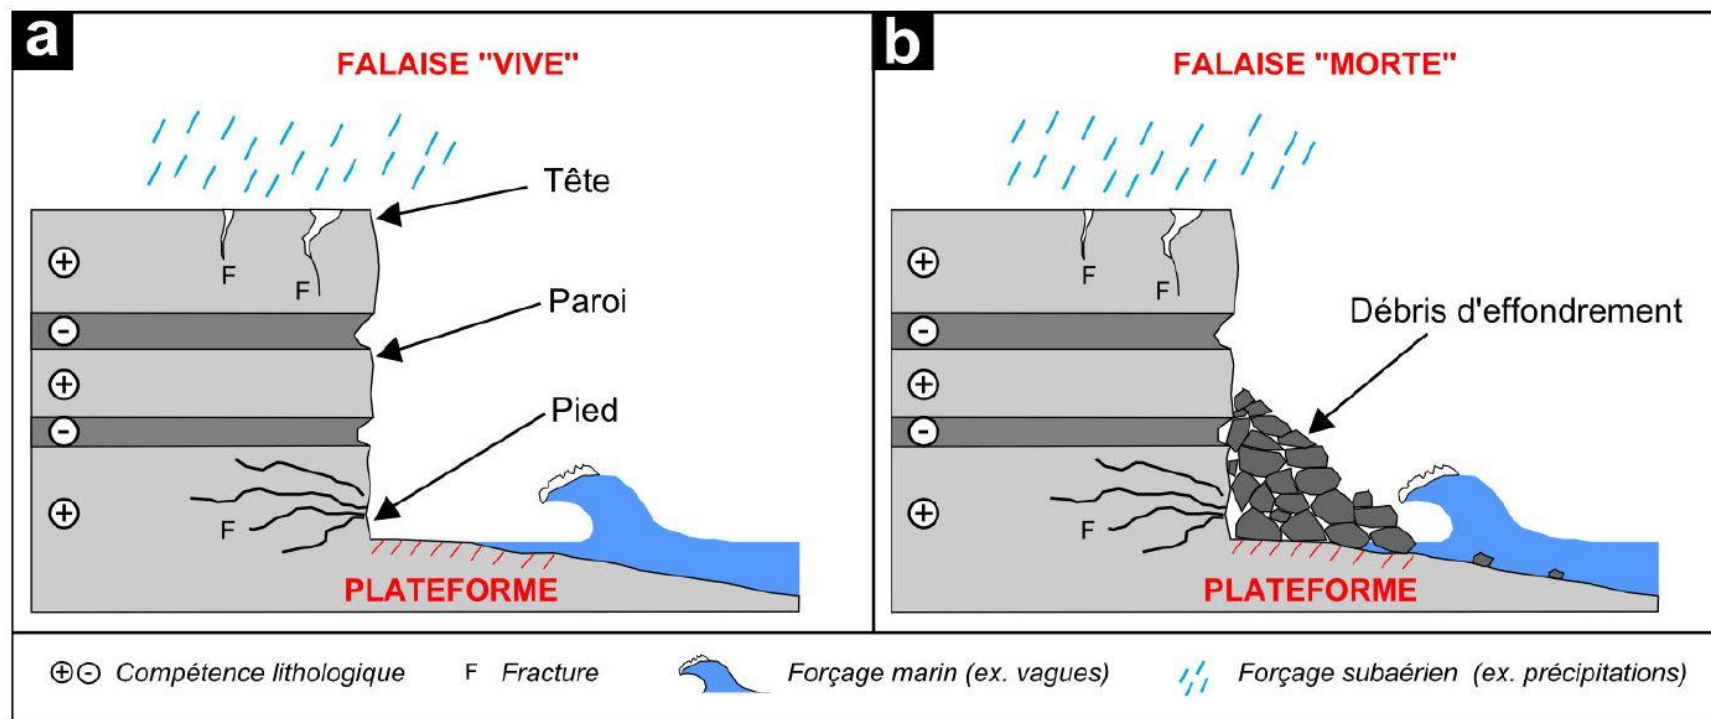 a
FALAISE "VIVE"
Tête
F
F
Paroi
Pied
F
PLATEFORME
+
-
+
-
+
b
FALAISE "MORTE"
F
F
Débris d'effondrement
F
PLATEFORME
+
-
+
-
+
+ - Compétence lithologique
F Fracture
Forçage marin (ex. vagues)
Forçage subaérien (ex. précipitations)